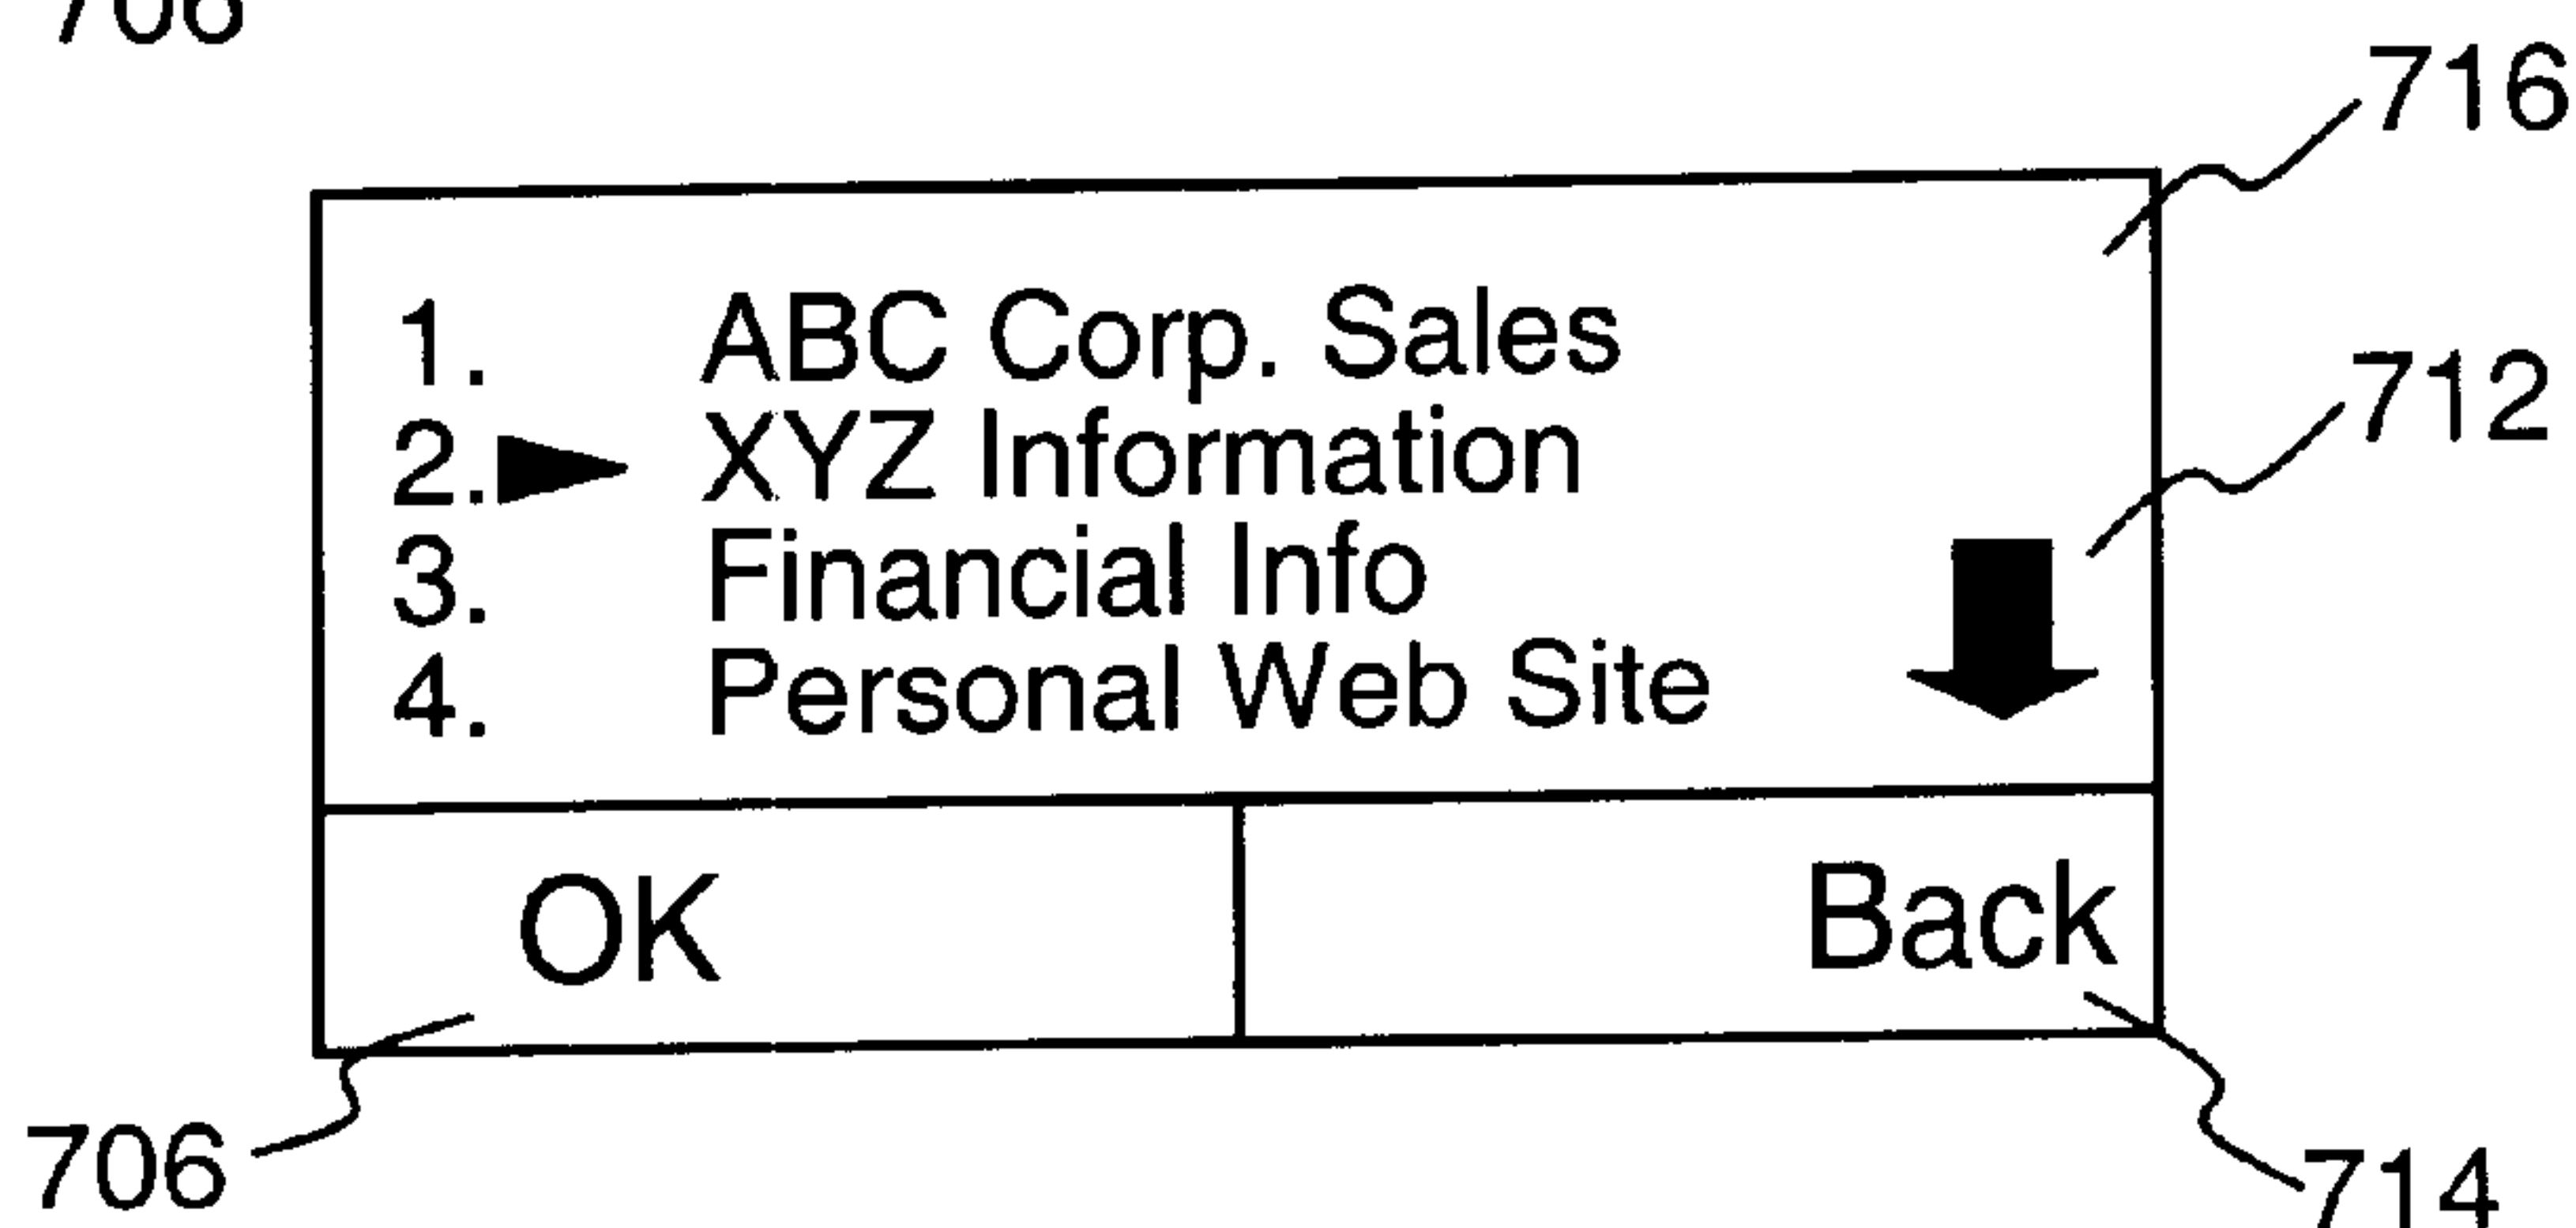 706
716
1. ABC Corp. Sales
712
2. XYZ Information
3. Financial Info
4. Personal Web Site
OK Back
706 714